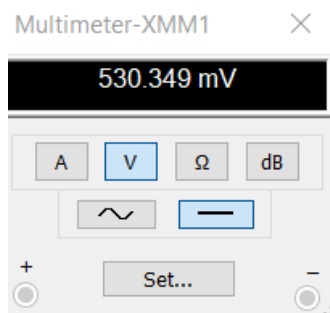 Multimeter-XMM1
530.349 mV
A V Ω dB
+ Set... −